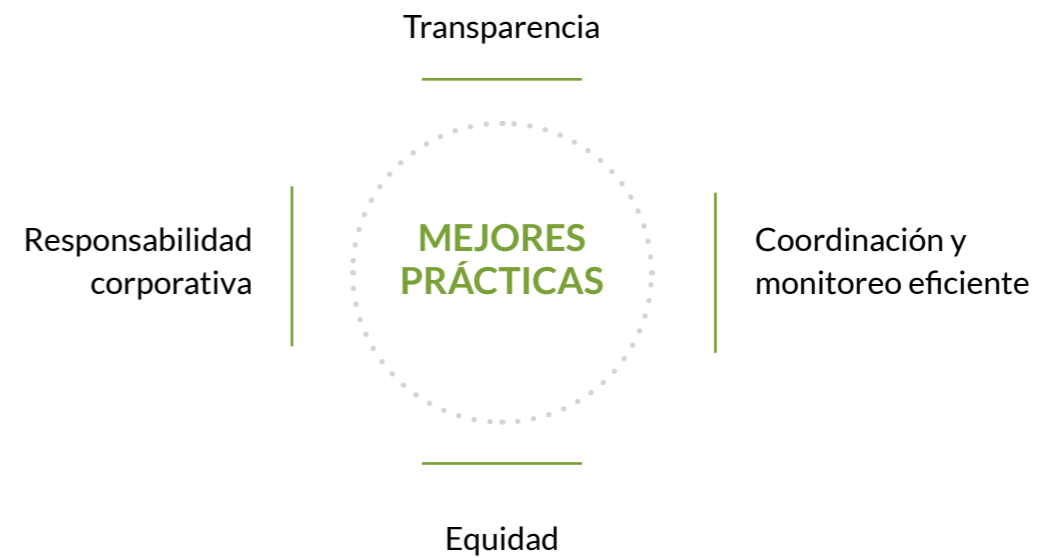 Transparencia
Responsabilidad
corporativa
MEJORES
PRÁCTICAS
Coordinación y
monitoreo eficiente
Equidad